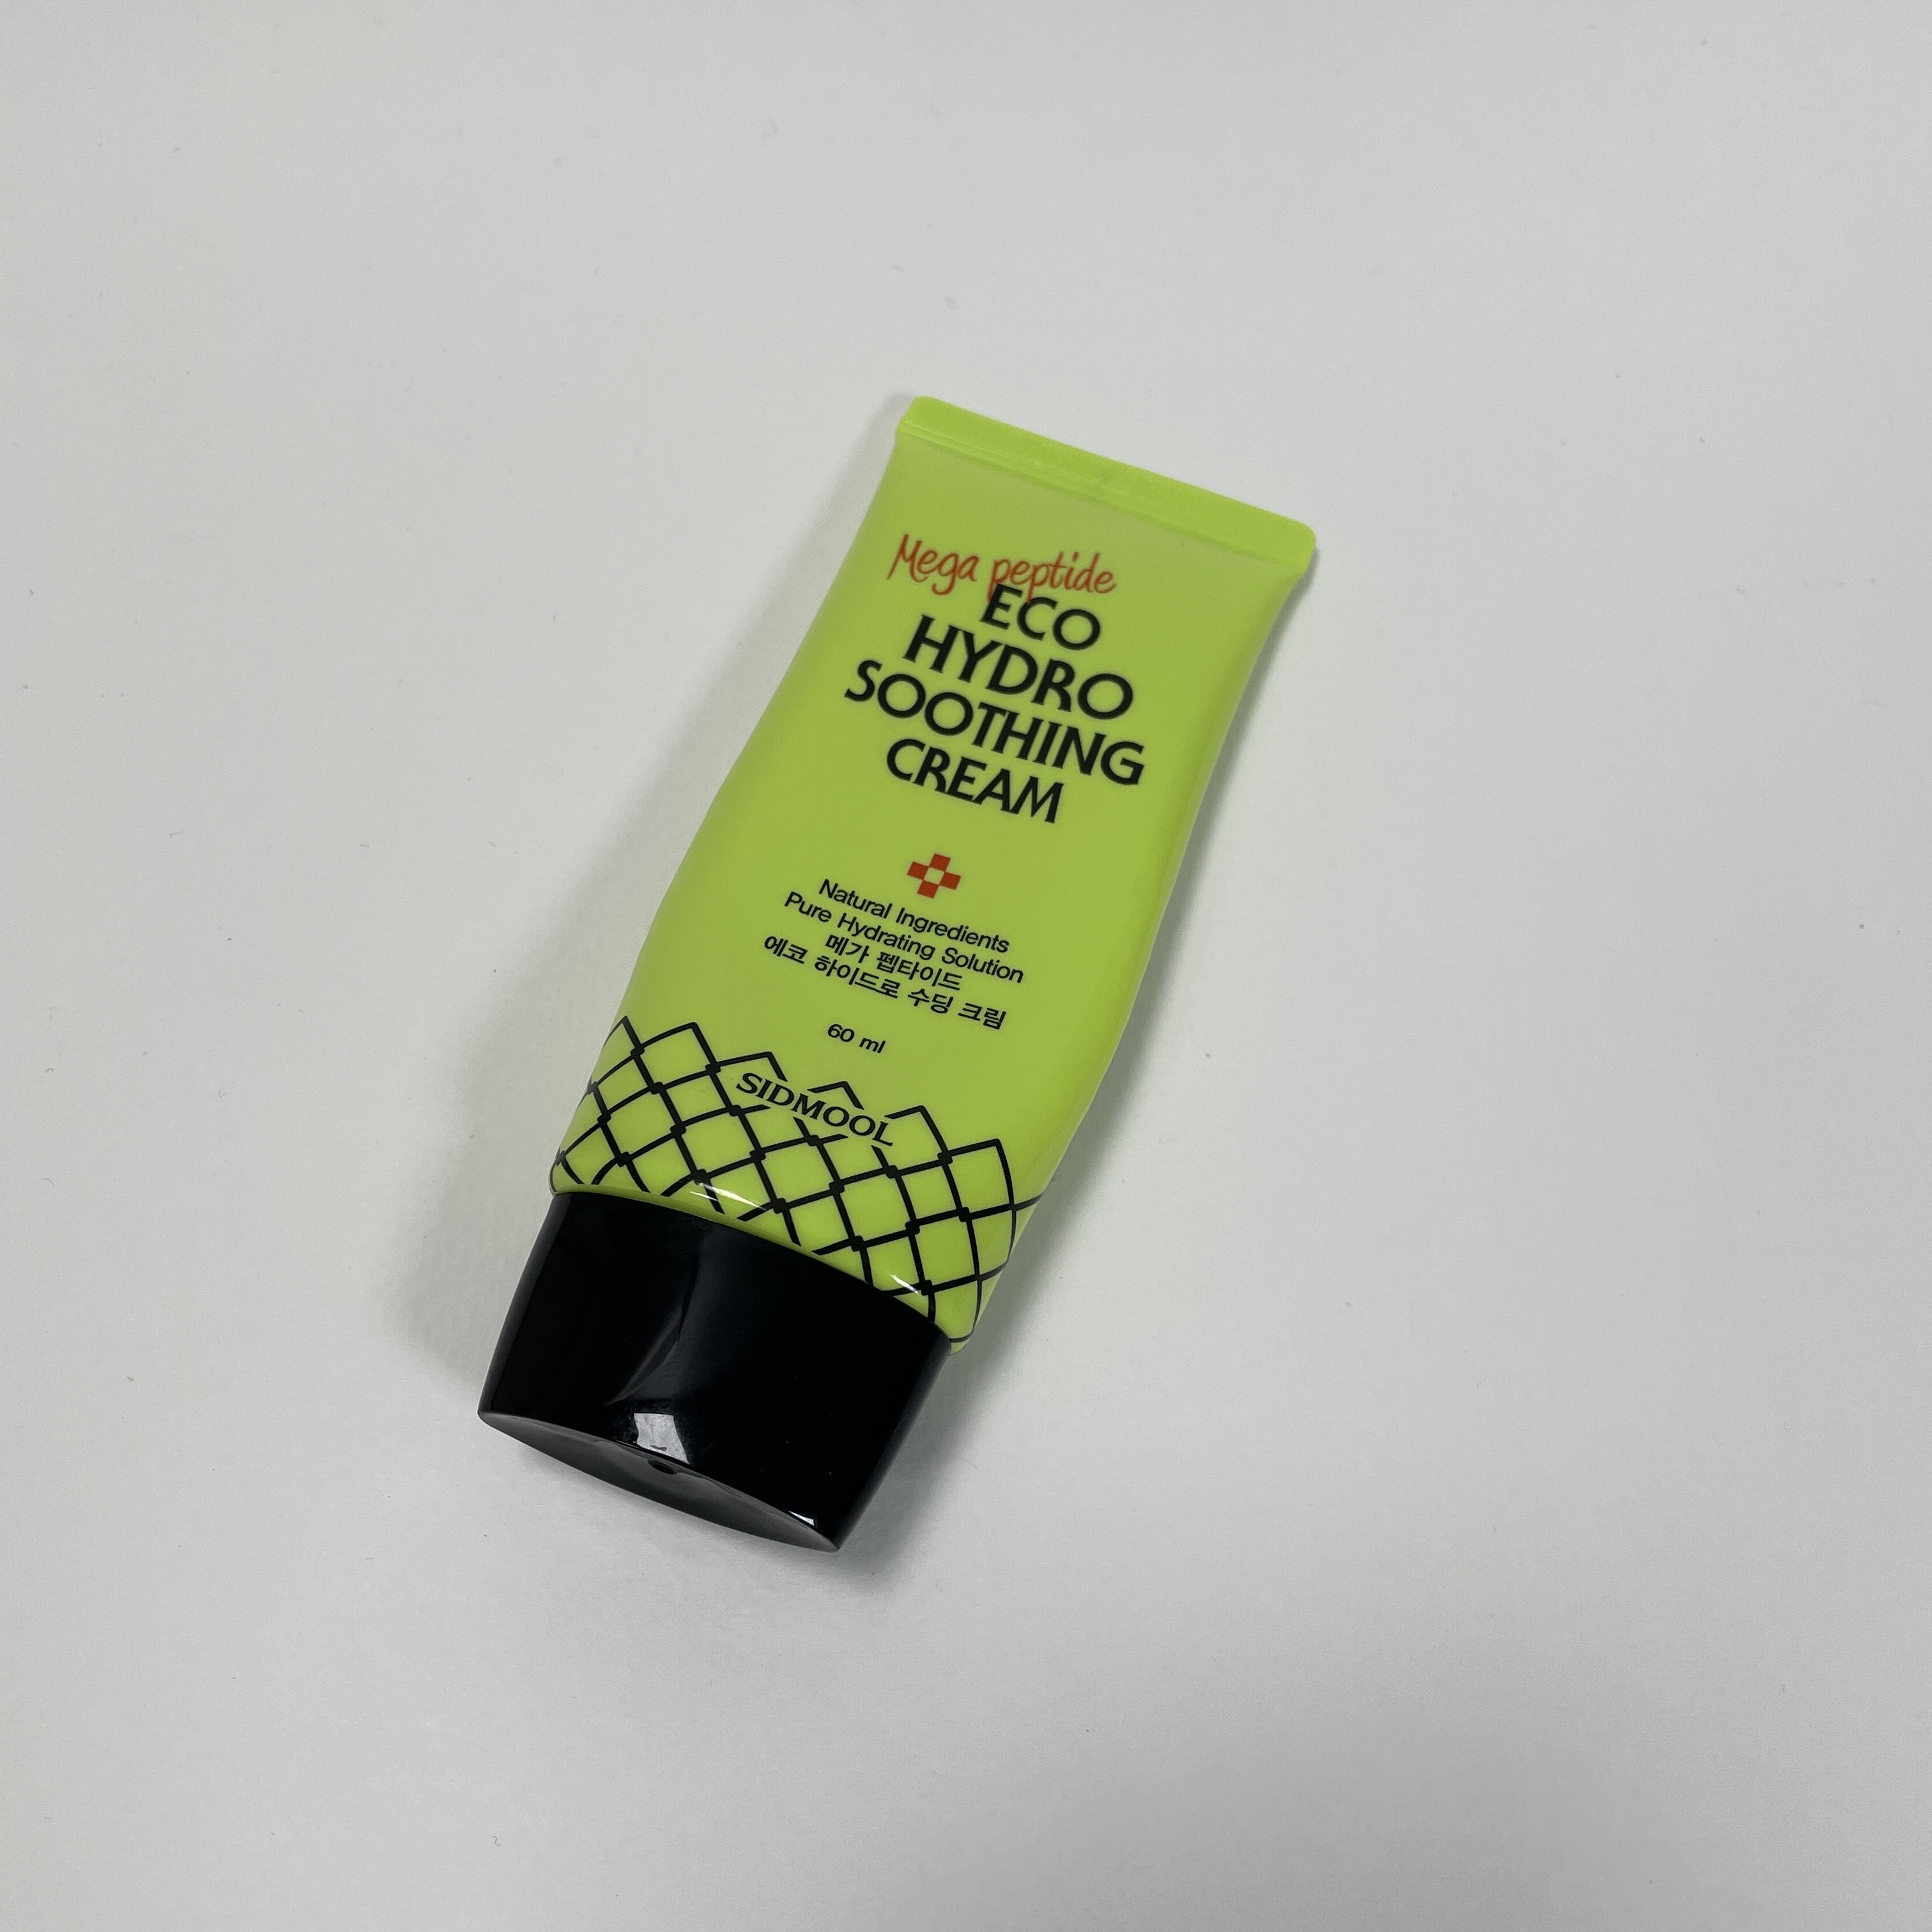 Mega peptide
ECO
HYDRO
SOOTHING
CREAM
Natural Ingredients
Pure Hydrating Solution
메가 펩타이드
에코 하이드로 수딩 크림
60 ml
SIDMOOL